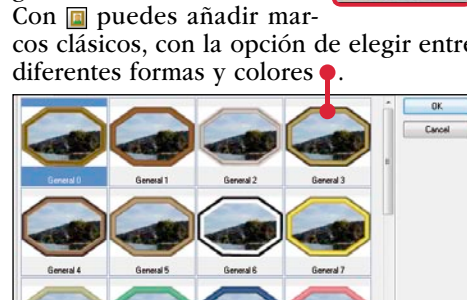 Con puedes añadir mar-
cos clásicos, con la opción de elegir entre
diferentes formas y colores .
OK
Cancel
General 0 General 1 General 2 General 3
General 4 General 5 General 6 General 7